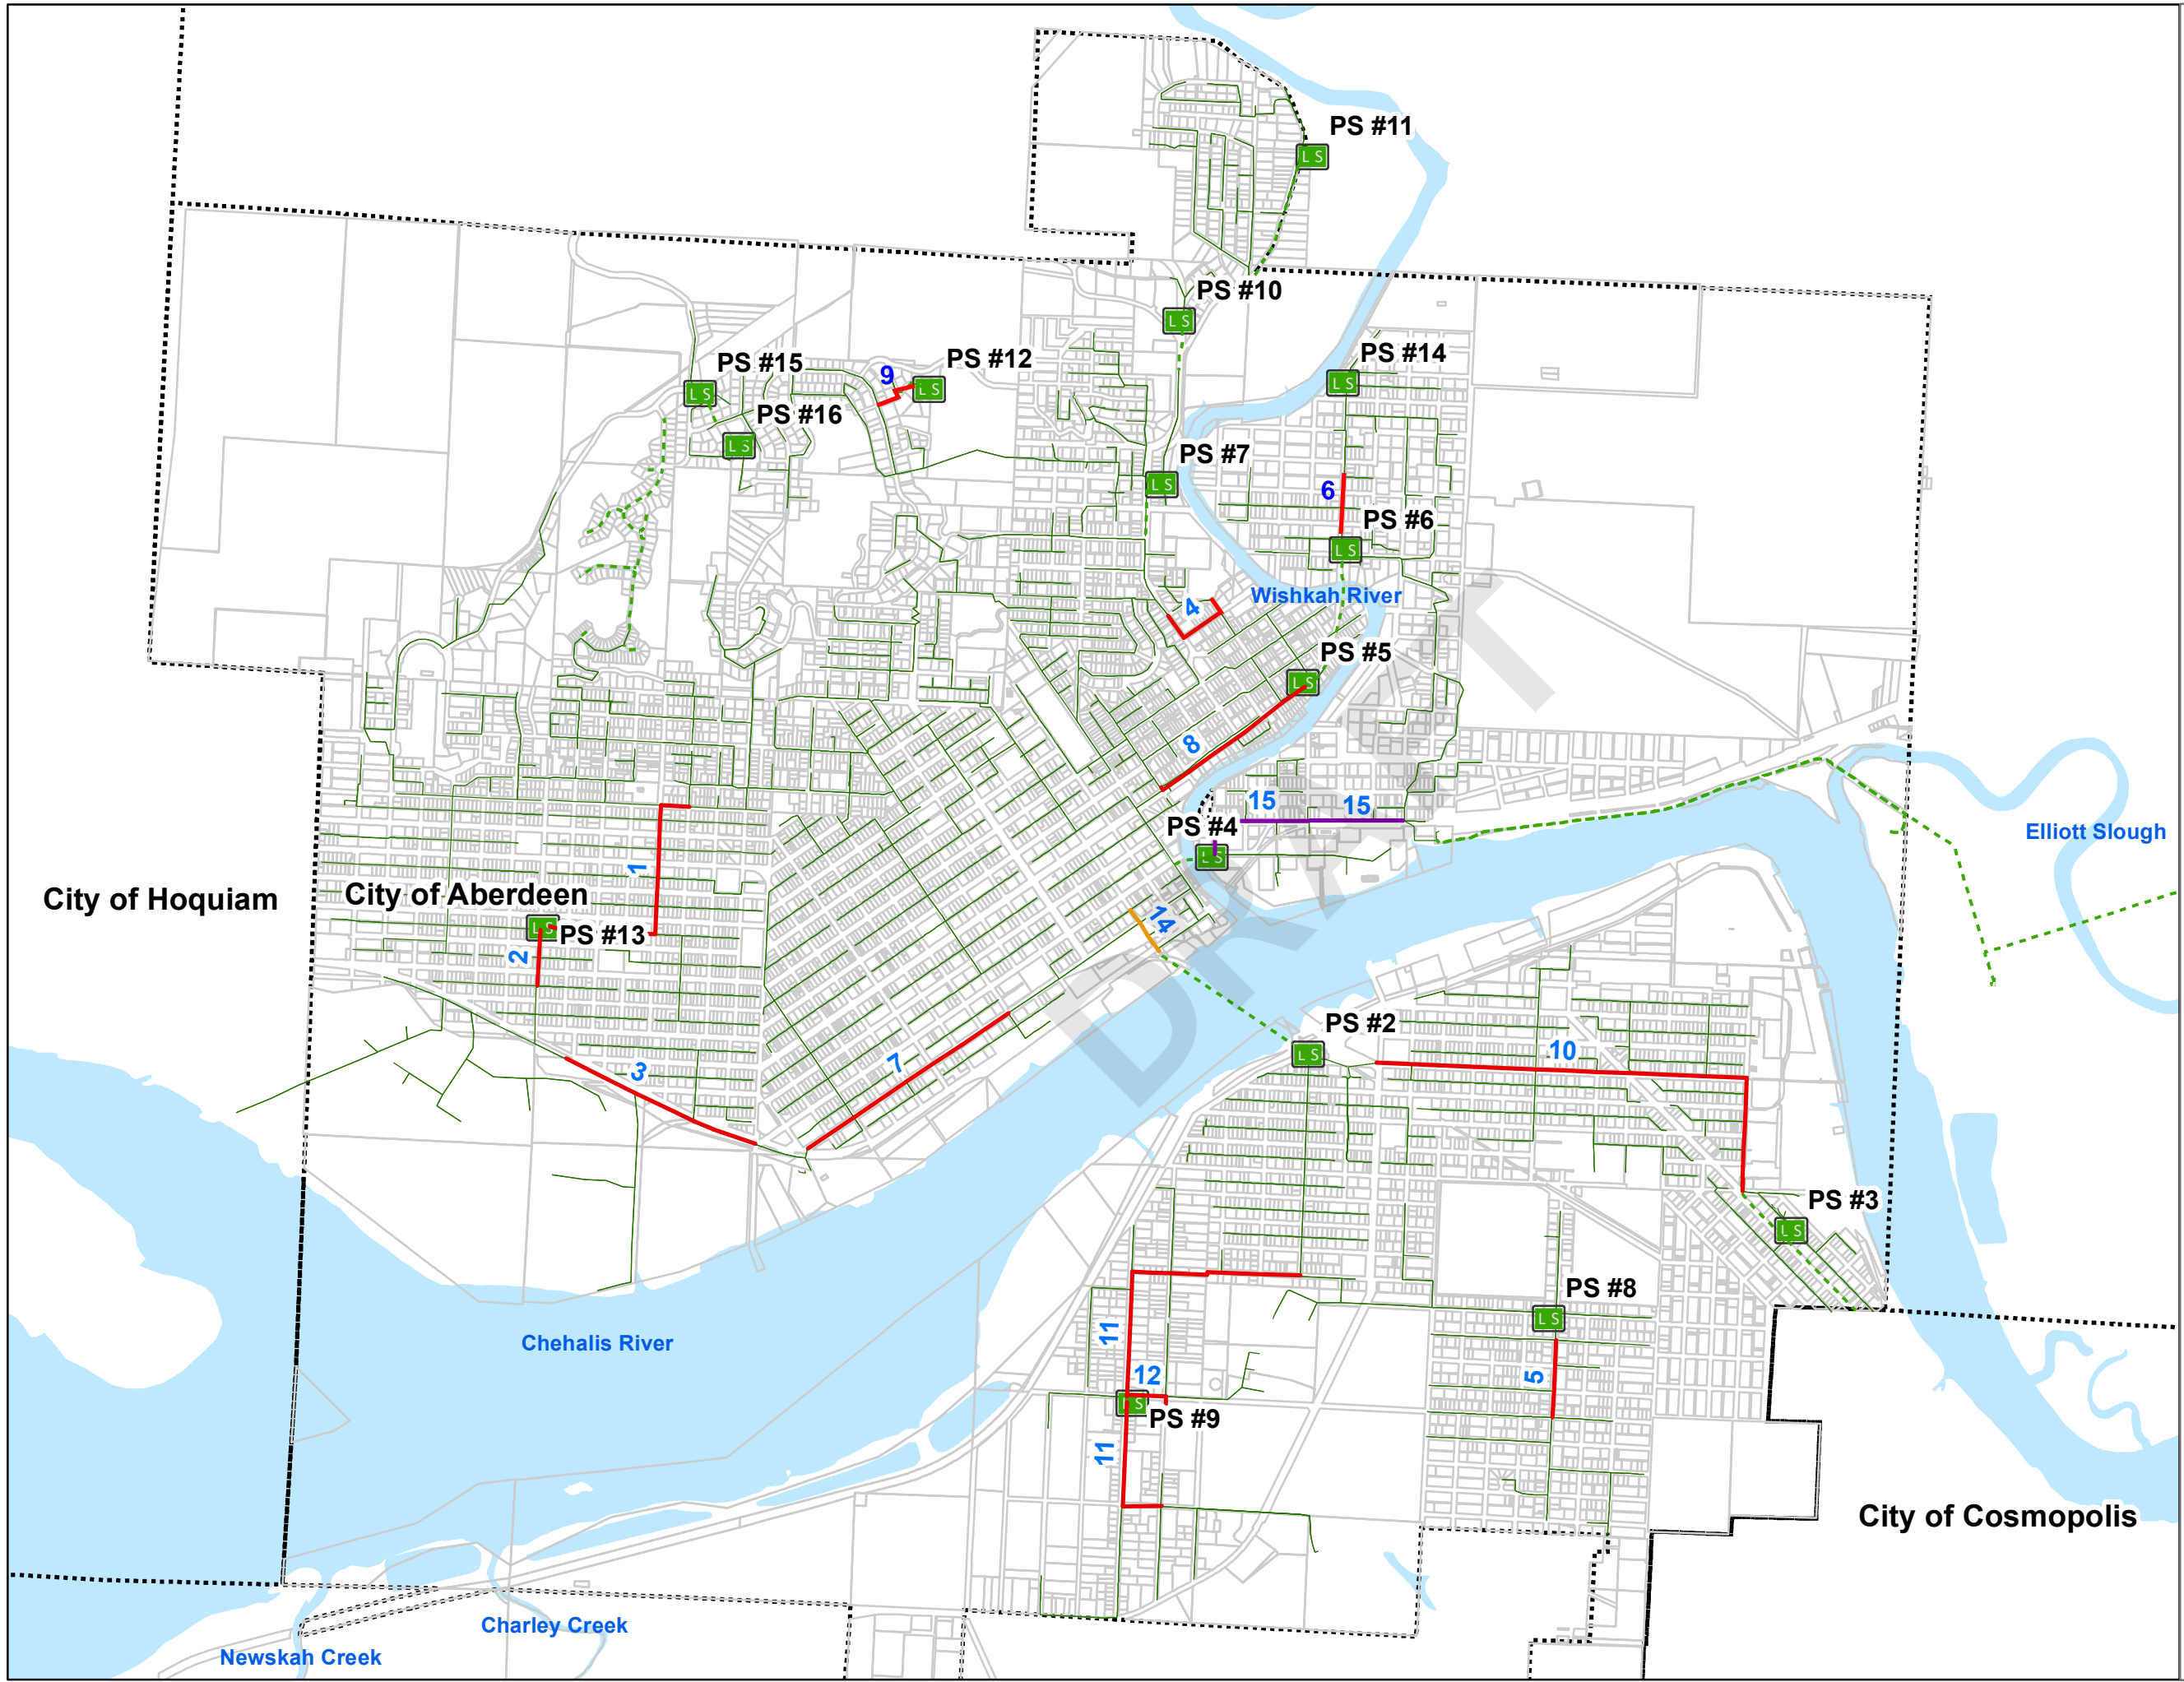 PS #11
L S
PS #10
L S
PS #15
L S
9
PS #12
L S
PS #14
L S
PS #16
L S
PS #7
L S
6
PS #6
L S
Wishkah River
4
PS #5
L S
8
15
15
PS #4
L S
Elliott Slough
1
City of Hoquiam
City of Aberdeen
L S
PS #13
2
14
DRAFT
PS #2
L S
10
3
7
PS #3
L S
PS #8
L S
Chehalis River
11
12
5
L S
PS #9
11
City of Cosmopolis
Charley Creek
Newskah Creek